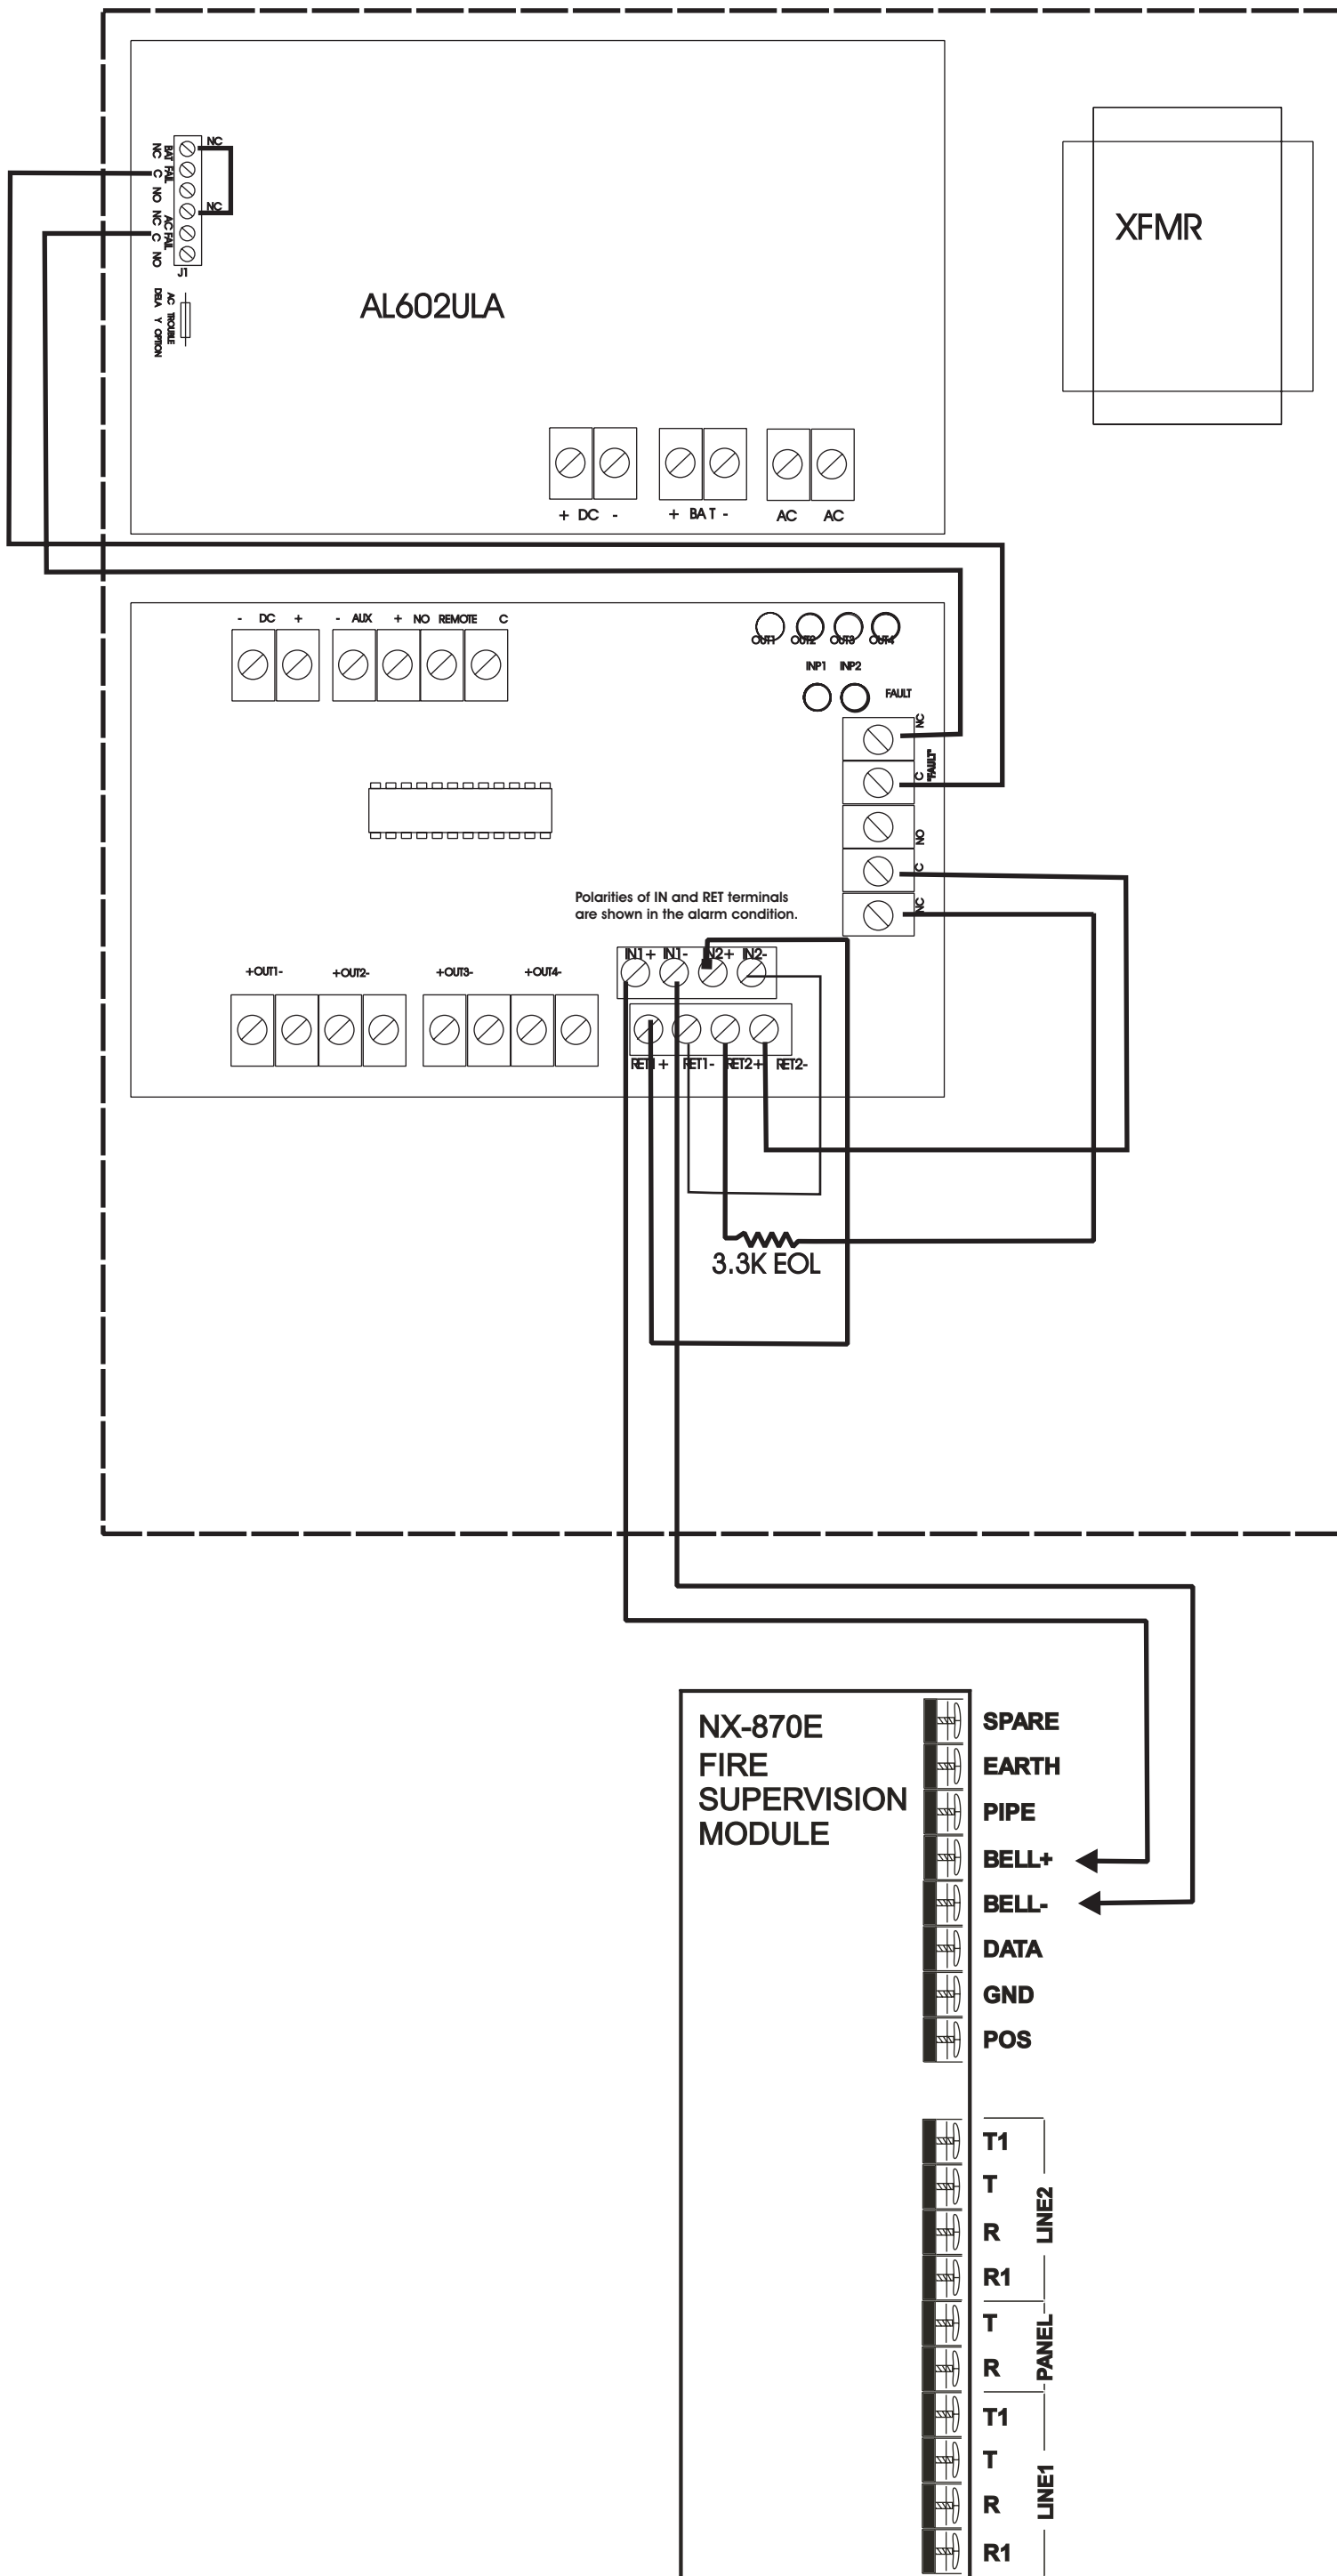 NC
BAT FAIL
NC C NO
NC
AC FAIL
NC C NO
J1
AC TROUBLE
DELA Y OPTION
AL602ULA
XFMR
+ DC -
+ BA T -
AC AC
- DC +
- AUX +
NO REMOTE C
OUT1 OUT2 OUT3 OUT4
INP1 INP2
FAULT
NC
C
"FAULT"
NO
C
NC
Polarities of IN and RET terminals
are shown in the alarm condition.
IN1+ IN1- IN2+ IN2-
+OUT1- +OUT2- +OUT3- +OUT4-
RET1+ RET1- RET2+ RET2-
3.3K EOL
NX-870E
FIRE
SUPERVISION
MODULE
SPARE
EARTH
PIPE
BELL+
BELL-
DATA
GND
POS
T1
T
R
R1
LINE2
T
R
PANEL
T1
T
R
R1
LINE1